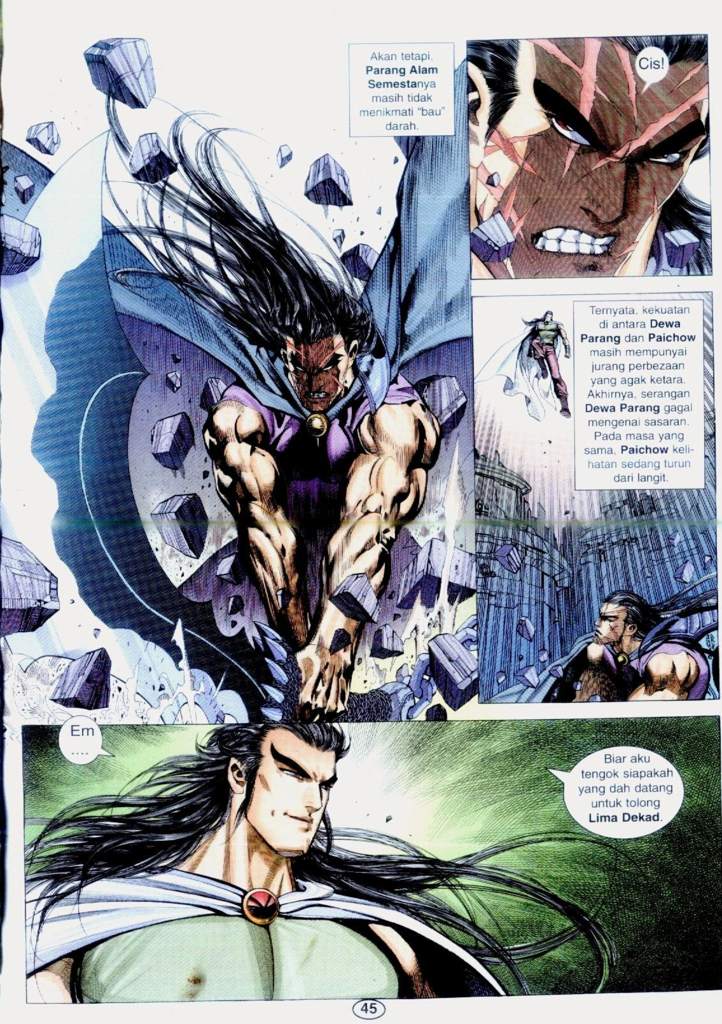 Akan tetapi,
Parang Alam
Semestanya
masih tidak
menikmati "bau"
darah.
Cis!
Ternyata, kekuatan
di antara Dewa
Parang dan Paichow
masih mempunyai
jurang perbezaan
yang agak ketara.
Akhirnya, serangan
Dewa Parang gagal
mengenai sasaran.
Pada masa yang
sama, Paichow keli-
hatan sedang turun
dari langit.
Em
....
Biar aku
tengok siapakah
yang dah datang
untuk tolong
Lima Dekad.
45